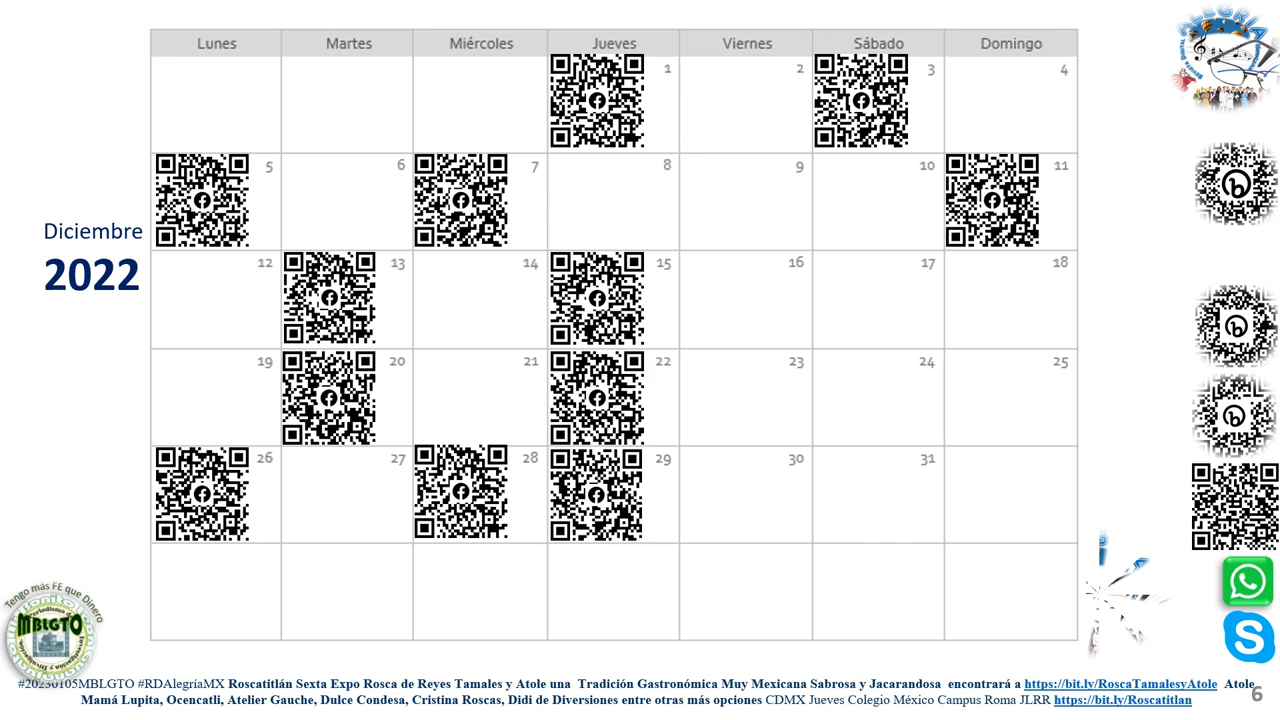 Lunes Martes Miércoles Jueves Viernes Sábado Domingo
1 2 3 4
5 6 7 8 9 10 11
Diciembre
2022
12 13 14 15 16 17 18
19 20 21 22 23 24 25
26 27 28 29 30 31
ALEGRÍA
Revista Digital
Tengo más FE que Dinero
MBLGTO
#20230105MBLGTO #RDAlegríaMX Roscatitlán Sexta Expo Rosca de Reyes Tamales y Atole una Tradición Gastronómica Muy Mexicana Sabrosa y Jacarandosa encontrará a https://bit.ly/RoscaTamalesyAtole Atole
Mamá Lupita, Ocencatli, Atelier Gauche, Dulce Condesa, Cristina Roscas, Didi de Diversiones entre otras más opciones CDMX Jueves Colegio México Campus Roma JLRR https://bit.ly/Roscatitlan
6